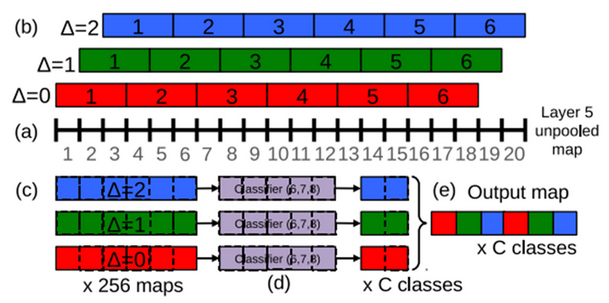 (b) Δ=2 1 2 3 4 5 6
Δ=1 1 2 3 4 5 6
Δ=0 1 2 3 4 5 6
(a) Layer 5
unpooled
map
1 2 3 4 5 6 7 8 9 10 11 12 13 14 15 16 17 18 19 20
(c) Δ=2 Classifier (6,7,8) (e) Output map
Δ=1 Classifier (6,7,8)
Δ=0 Classifier (6,7,8) x C classes
x 256 maps (d) x C classes